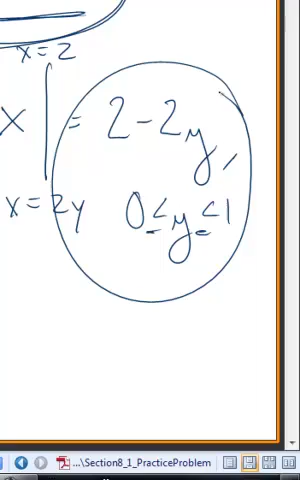 x = 2
x | = 2 - 2y,
x = 2y 0 ≤ y ≤ 1
...\Section8_1_PracticeProblem